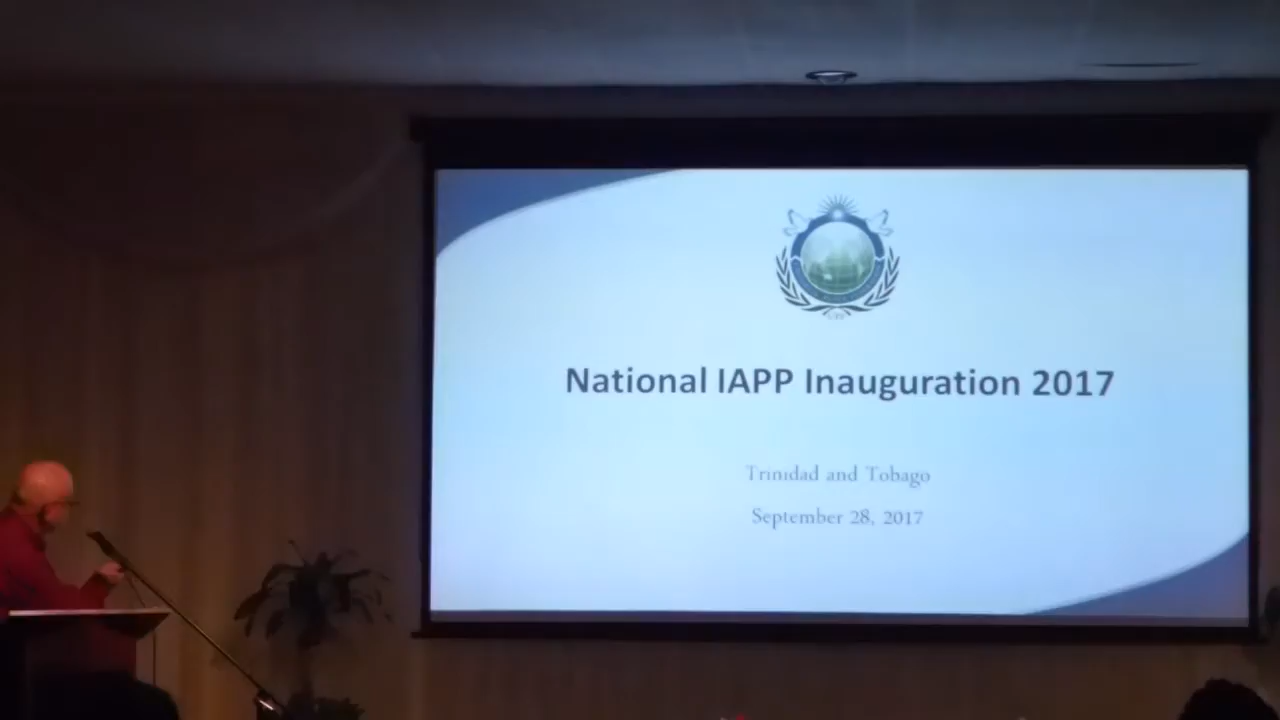 National IAPP Inauguration 2017
Trinidad and Tobago
September 28, 2017